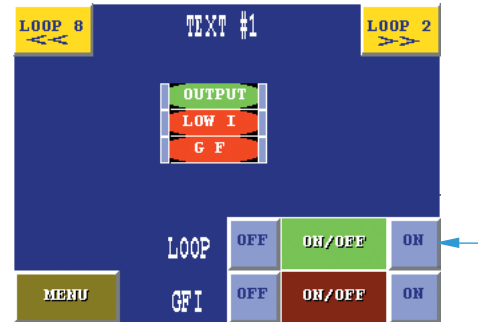 LOOP 8
<<
TEXT #1
LOOP 2
>>
OUTPUT
LOW I
G F
LOOP
OFF
ON/OFF
ON
MENU
GFI
OFF
ON/OFF
ON